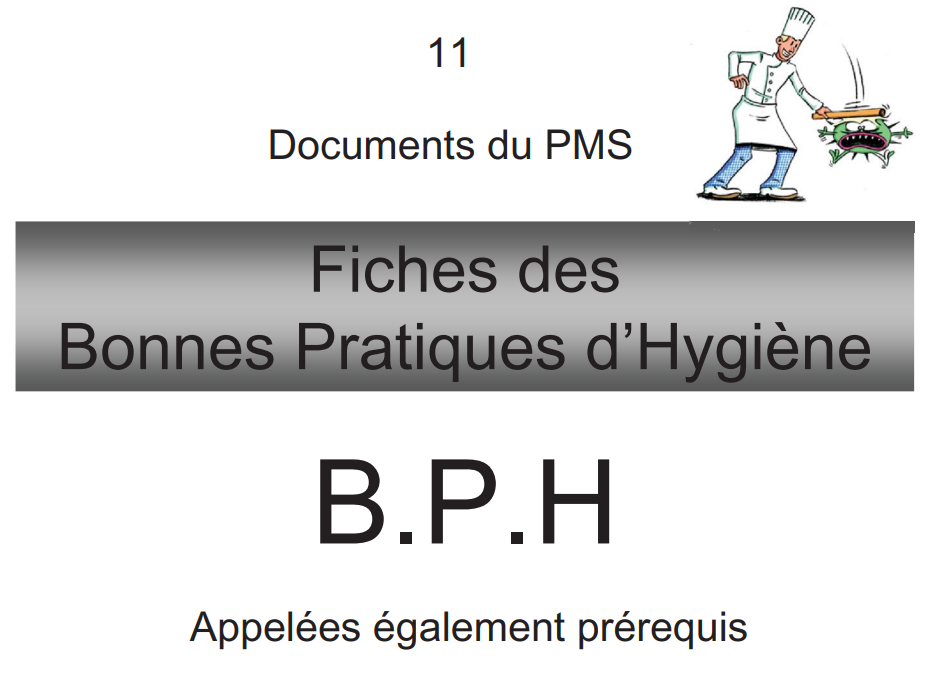 11
Documents du PMS
Fiches des
Bonnes Pratiques d’Hygiène
B.P.H
Appelées également prérequis